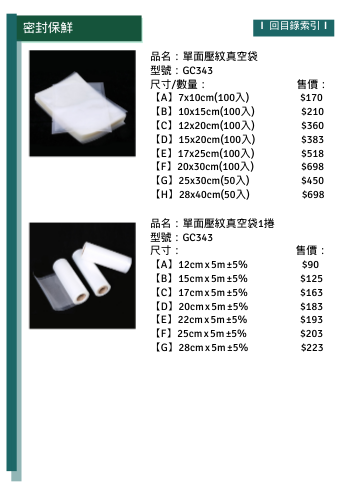 密封保鮮
回目錄索引
品名：單面壓紋真空袋
型號：GC343
尺寸/數量： 售價：
【A】7x10cm(100入) $170
【B】10x15cm(100入) $210
【C】12x20cm(100入) $360
【D】15x20cm(100入) $383
【E】17x25cm(100入) $518
【F】20x30cm(100入) $698
【G】25x30cm(50入) $450
【H】28x40cm(50入) $698
品名：單面壓紋真空袋1捲
型號：GC343
尺寸： 售價：
【A】12cm x 5m ±5% $90
【B】15cm x 5m ±5% $125
【C】17cm x 5m ±5% $163
【D】20cm x 5m ±5% $183
【E】22cm x 5m ±5% $193
【F】25cm x 5m ±5% $203
【G】28cm x 5m ±5% $223